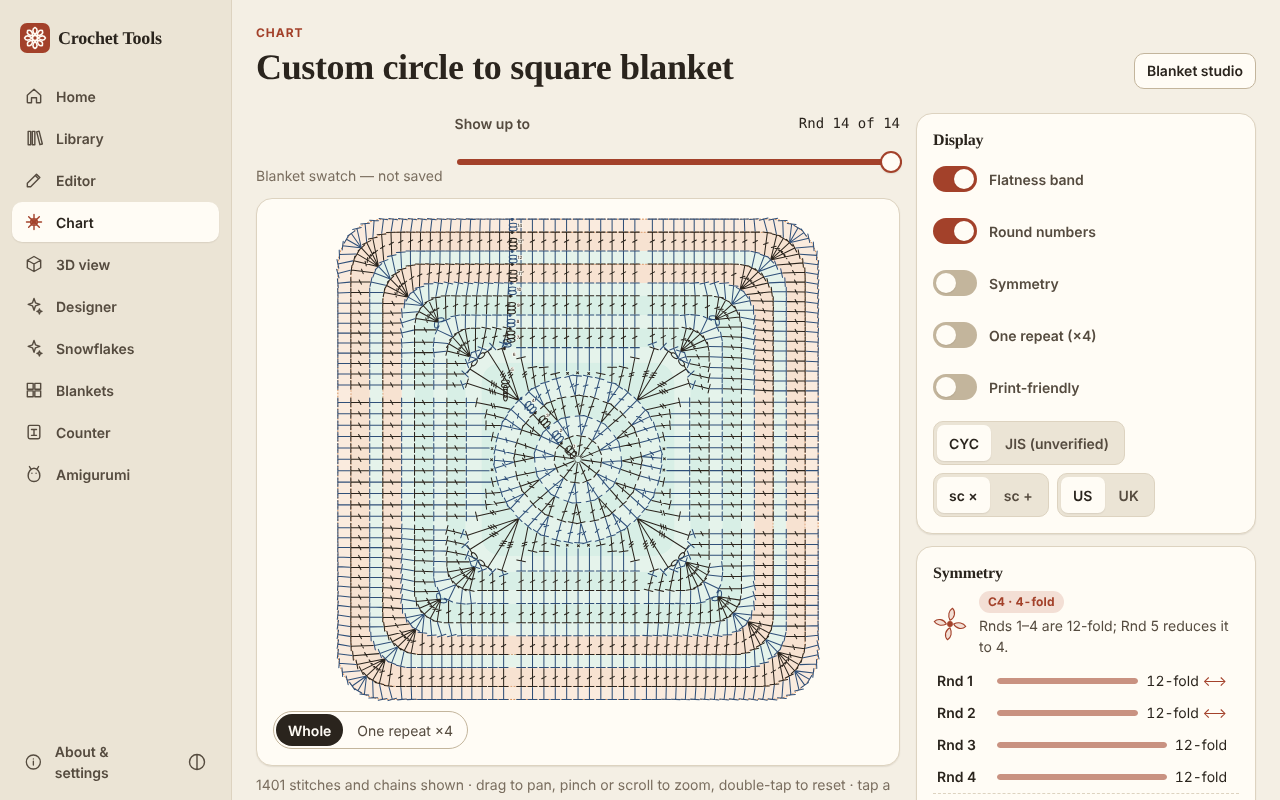 Crochet Tools
Home
Library
Editor
Chart
3D view
Designer
Snowflakes
Blankets
Counter
Amigurumi
About &
settings
CHART
Custom circle to square blanket
Blanket studio
Show up to
Rnd 14 of 14
Blanket swatch — not saved
Whole
One repeat ×4
1401 stitches and chains shown · drag to pan, pinch or scroll to zoom, double-tap to reset · tap a
Display
Flatness band
Round numbers
Symmetry
One repeat (×4)
Print-friendly
CYC
JIS (unverified)
sc ×
sc +
US
UK
Symmetry
C4 · 4-fold
Rnds 1–4 are 12-fold; Rnd 5 reduces it
to 4.
Rnd 1
12-fold ↔
Rnd 2
12-fold ↔
Rnd 3
12-fold
Rnd 4
12-fold